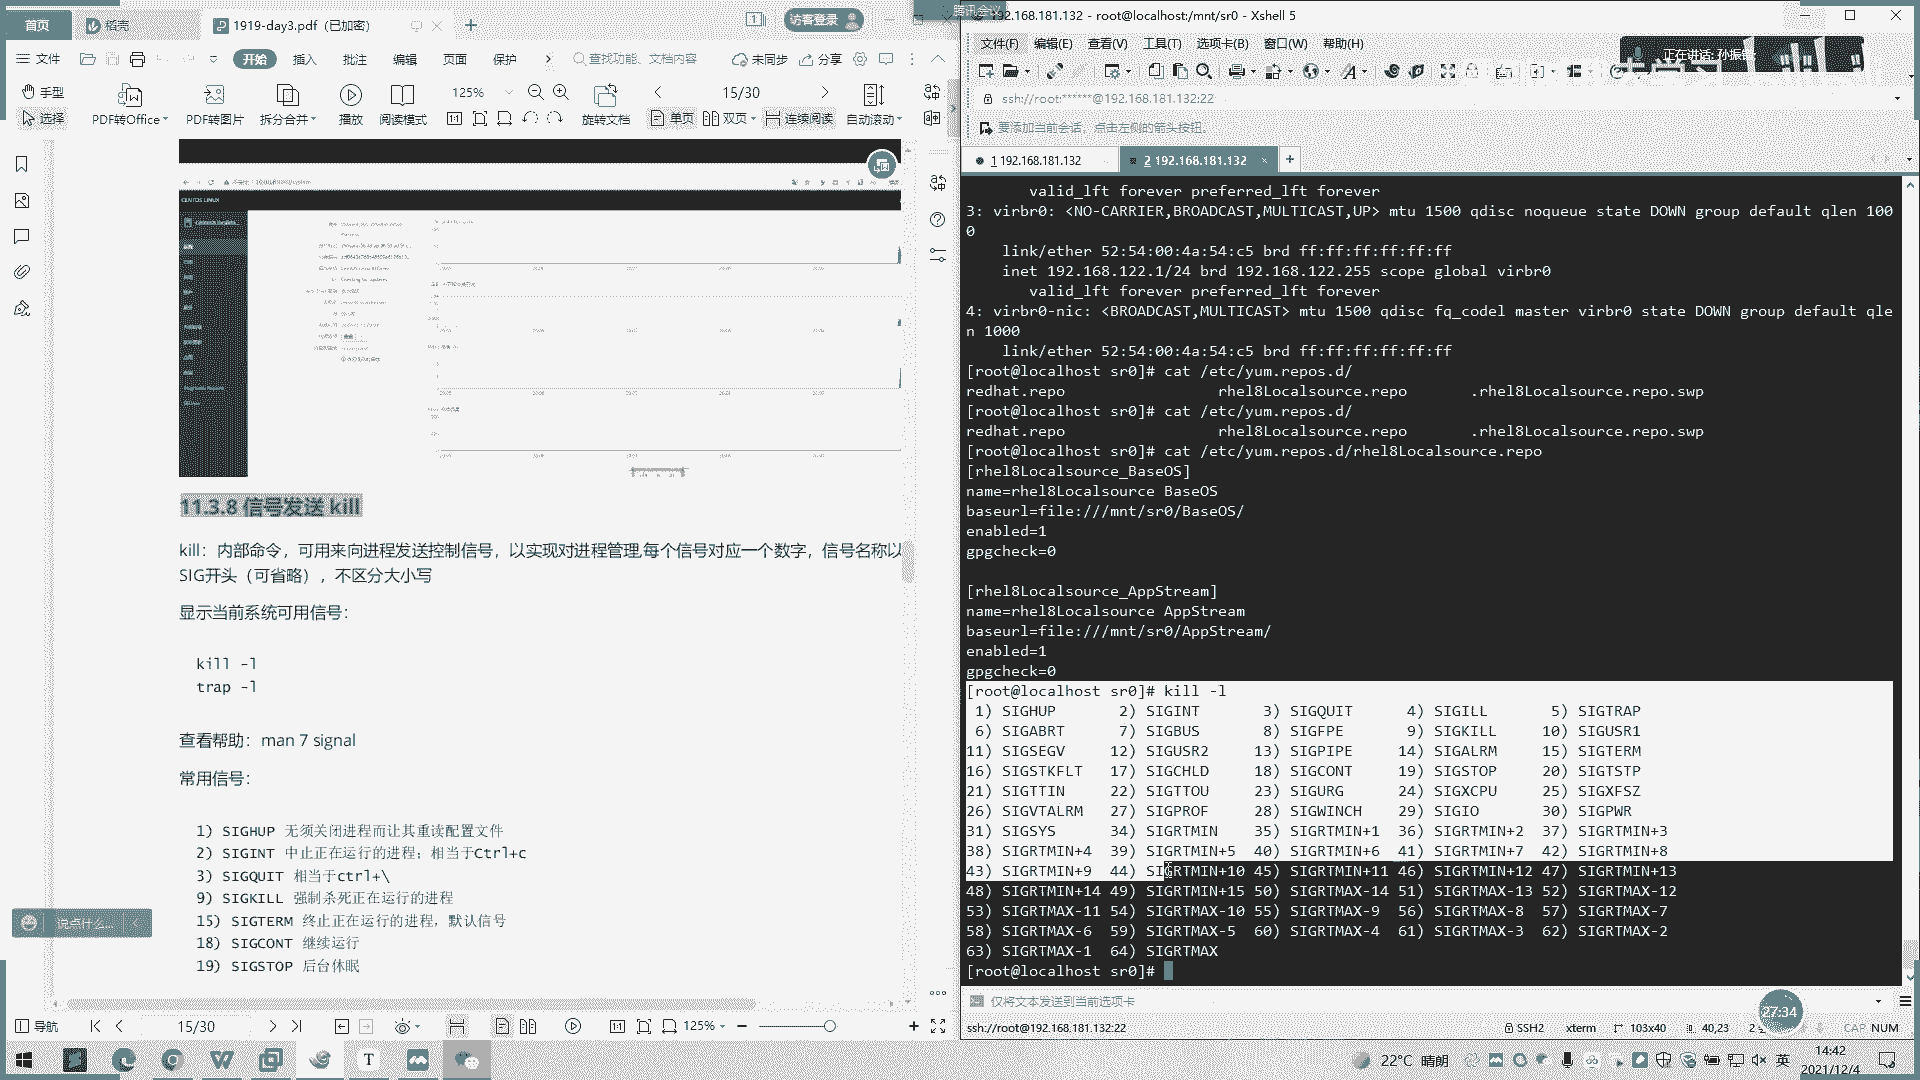 首页
稻壳
1919-day3.pdf（已加密）
访客登录
腾讯会议
文件
开始
插入
批注
编辑
页面
保护
查找功能、文档内容
未同步
分享
手型
选择
PDF转Office
PDF转图片
拆分合并
播放
阅读模式
125%
旋转文档
15/30
单页
双页
连续阅读
自动滚动
CENTOS LINUX
11.3.8 信号发送 kill
kill：内部命令，可用来向进程发送控制信号，以实现对进程管理,每个信号对应一个数字，信号名称以
SIG开头（可省略），不区分大小写
显示当前系统可用信号：
kill -l
trap -l
查看帮助：man 7 signal
常用信号：
1) SIGHUP 无须关闭进程而让其重读配置文件
2) SIGINT 中止正在运行的进程；相当于Ctrl+c
3) SIGQUIT 相当于ctrl+\
9) SIGKILL 强制杀死正在运行的进程
15) SIGTERM 终止正在运行的进程，默认信号
18) SIGCONT 继续运行
19) SIGSTOP 后台休眠
说点什么...
导航
15/30
125%
192.168.181.132 - root@localhost:/mnt/sr0 - Xshell 5
文件(F) 编辑(E) 查看(V) 工具(T) 选项卡(B) 窗口(W) 帮助(H)
ssh://root:******@192.168.181.132:22
要添加当前会话，点击左侧的箭头按钮。
1 192.168.181.132
2 192.168.181.132
valid_lft forever preferred_lft forever
3: virbr0: <NO-CARRIER,BROADCAST,MULTICAST,UP> mtu 1500 qdisc noqueue state DOWN group default qlen 100
0
link/ether 52:54:00:4a:54:c5 brd ff:ff:ff:ff:ff:ff
inet 192.168.122.1/24 brd 192.168.122.255 scope global virbr0
valid_lft forever preferred_lft forever
4: virbr0-nic: <BROADCAST,MULTICAST> mtu 1500 qdisc fq_codel master virbr0 state DOWN group default qle
n 1000
link/ether 52:54:00:4a:54:c5 brd ff:ff:ff:ff:ff:ff
[root@localhost sr0]# cat /etc/yum.repos.d/
redhat.repo rhel8Localsource.repo .rhel8Localsource.repo.swp
[root@localhost sr0]# cat /etc/yum.repos.d/
redhat.repo rhel8Localsource.repo .rhel8Localsource.repo.swp
[root@localhost sr0]# cat /etc/yum.repos.d/rhel8Localsource.repo
[rhel8Localsource_BaseOS]
name=rhel8Localsource BaseOS
baseurl=file:///mnt/sr0/BaseOS/
enabled=1
gpgcheck=0
[rhel8Localsource_AppStream]
name=rhel8Localsource AppStream
baseurl=file:///mnt/sr0/AppStream/
enabled=1
gpgcheck=0
[root@localhost sr0]# kill -l
1) SIGHUP 2) SIGINT 3) SIGQUIT 4) SIGILL 5) SIGTRAP
6) SIGABRT 7) SIGBUS 8) SIGFPE 9) SIGKILL 10) SIGUSR1
11) SIGSEGV 12) SIGUSR2 13) SIGPIPE 14) SIGALRM 15) SIGTERM
16) SIGSTKFLT 17) SIGCHLD 18) SIGCONT 19) SIGSTOP 20) SIGTSTP
21) SIGTTIN 22) SIGTTOU 23) SIGURG 24) SIGXCPU 25) SIGXFSZ
26) SIGVTALRM 27) SIGPROF 28) SIGWINCH 29) SIGIO 30) SIGPWR
31) SIGSYS 34) SIGRTMIN 35) SIGRTMIN+1 36) SIGRTMIN+2 37) SIGRTMIN+3
38) SIGRTMIN+4 39) SIGRTMIN+5 40) SIGRTMIN+6 41) SIGRTMIN+7 42) SIGRTMIN+8
43) SIGRTMIN+9 44) SIGRTMIN+10 45) SIGRTMIN+11 46) SIGRTMIN+12 47) SIGRTMIN+13
48) SIGRTMIN+14 49) SIGRTMIN+15 50) SIGRTMAX-14 51) SIGRTMAX-13 52) SIGRTMAX-12
53) SIGRTMAX-11 54) SIGRTMAX-10 55) SIGRTMAX-9 56) SIGRTMAX-8 57) SIGRTMAX-7
58) SIGRTMAX-6 59) SIGRTMAX-5 60) SIGRTMAX-4 61) SIGRTMAX-3 62) SIGRTMAX-2
63) SIGRTMAX-1 64) SIGRTMAX
[root@localhost sr0]#
仅将文本发送到当前选项卡
27:34
ssh://root@192.168.181.132:22
SSH2 xterm 103x40 40,23 CAP NUM
22°C 晴朗
英
14:42
2021/12/4